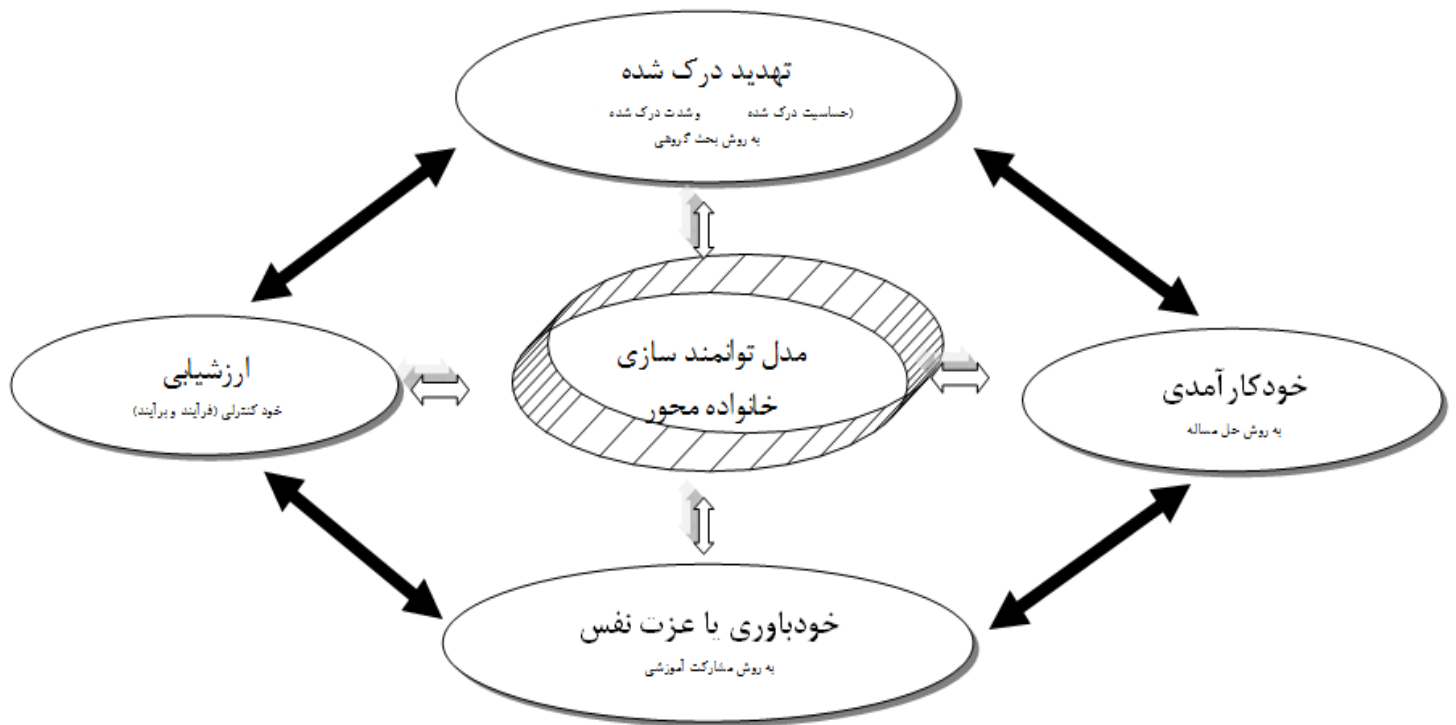 تهدید درک شده
(حساسیت درک شده و شدت درک شده
به روش بحث گروهی
مدل توانمند سازی
خانواده محور
خودکارآمدی
به روش حل مساله
ارزشیابی
خود کنترلی (فرآیند و برآیند)
خودباوری یا عزت نفس
به روش مشارکت آموزشی